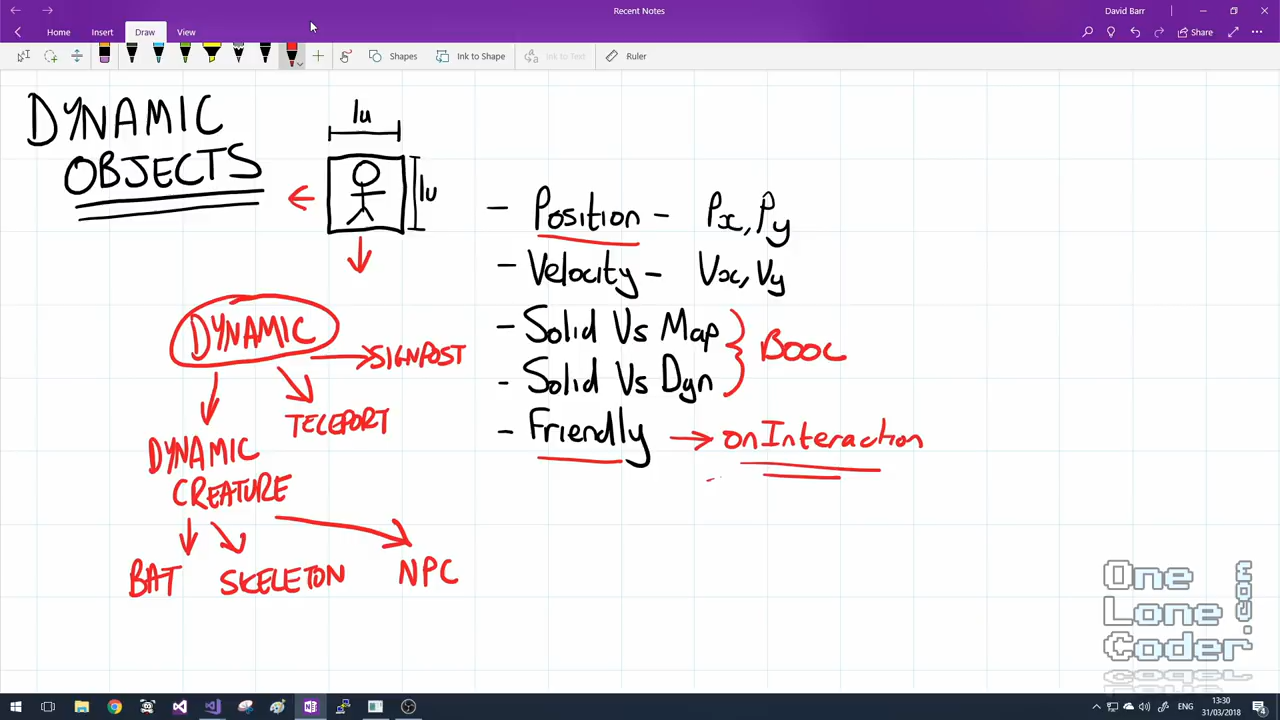 Recent Notes
David Barr
Home
Insert
Draw
View
Share
Shapes
Ink to Shape
Ink to Text
Ruler
DYNAMIC
OBJECTS
1u
1u
- Position - Px, Py
- Velocity - Vx, Vy
- Solid Vs Map
- Solid Vs Dyn
BOOL
- Friendly → onInteraction
DYNAMIC
SIGNPOST
TELEPORT
DYNAMIC
CREATURE
BAT
SKELETON
NPC
One
Lone
Coder
.com
ENG
13:30
31/03/2018
4